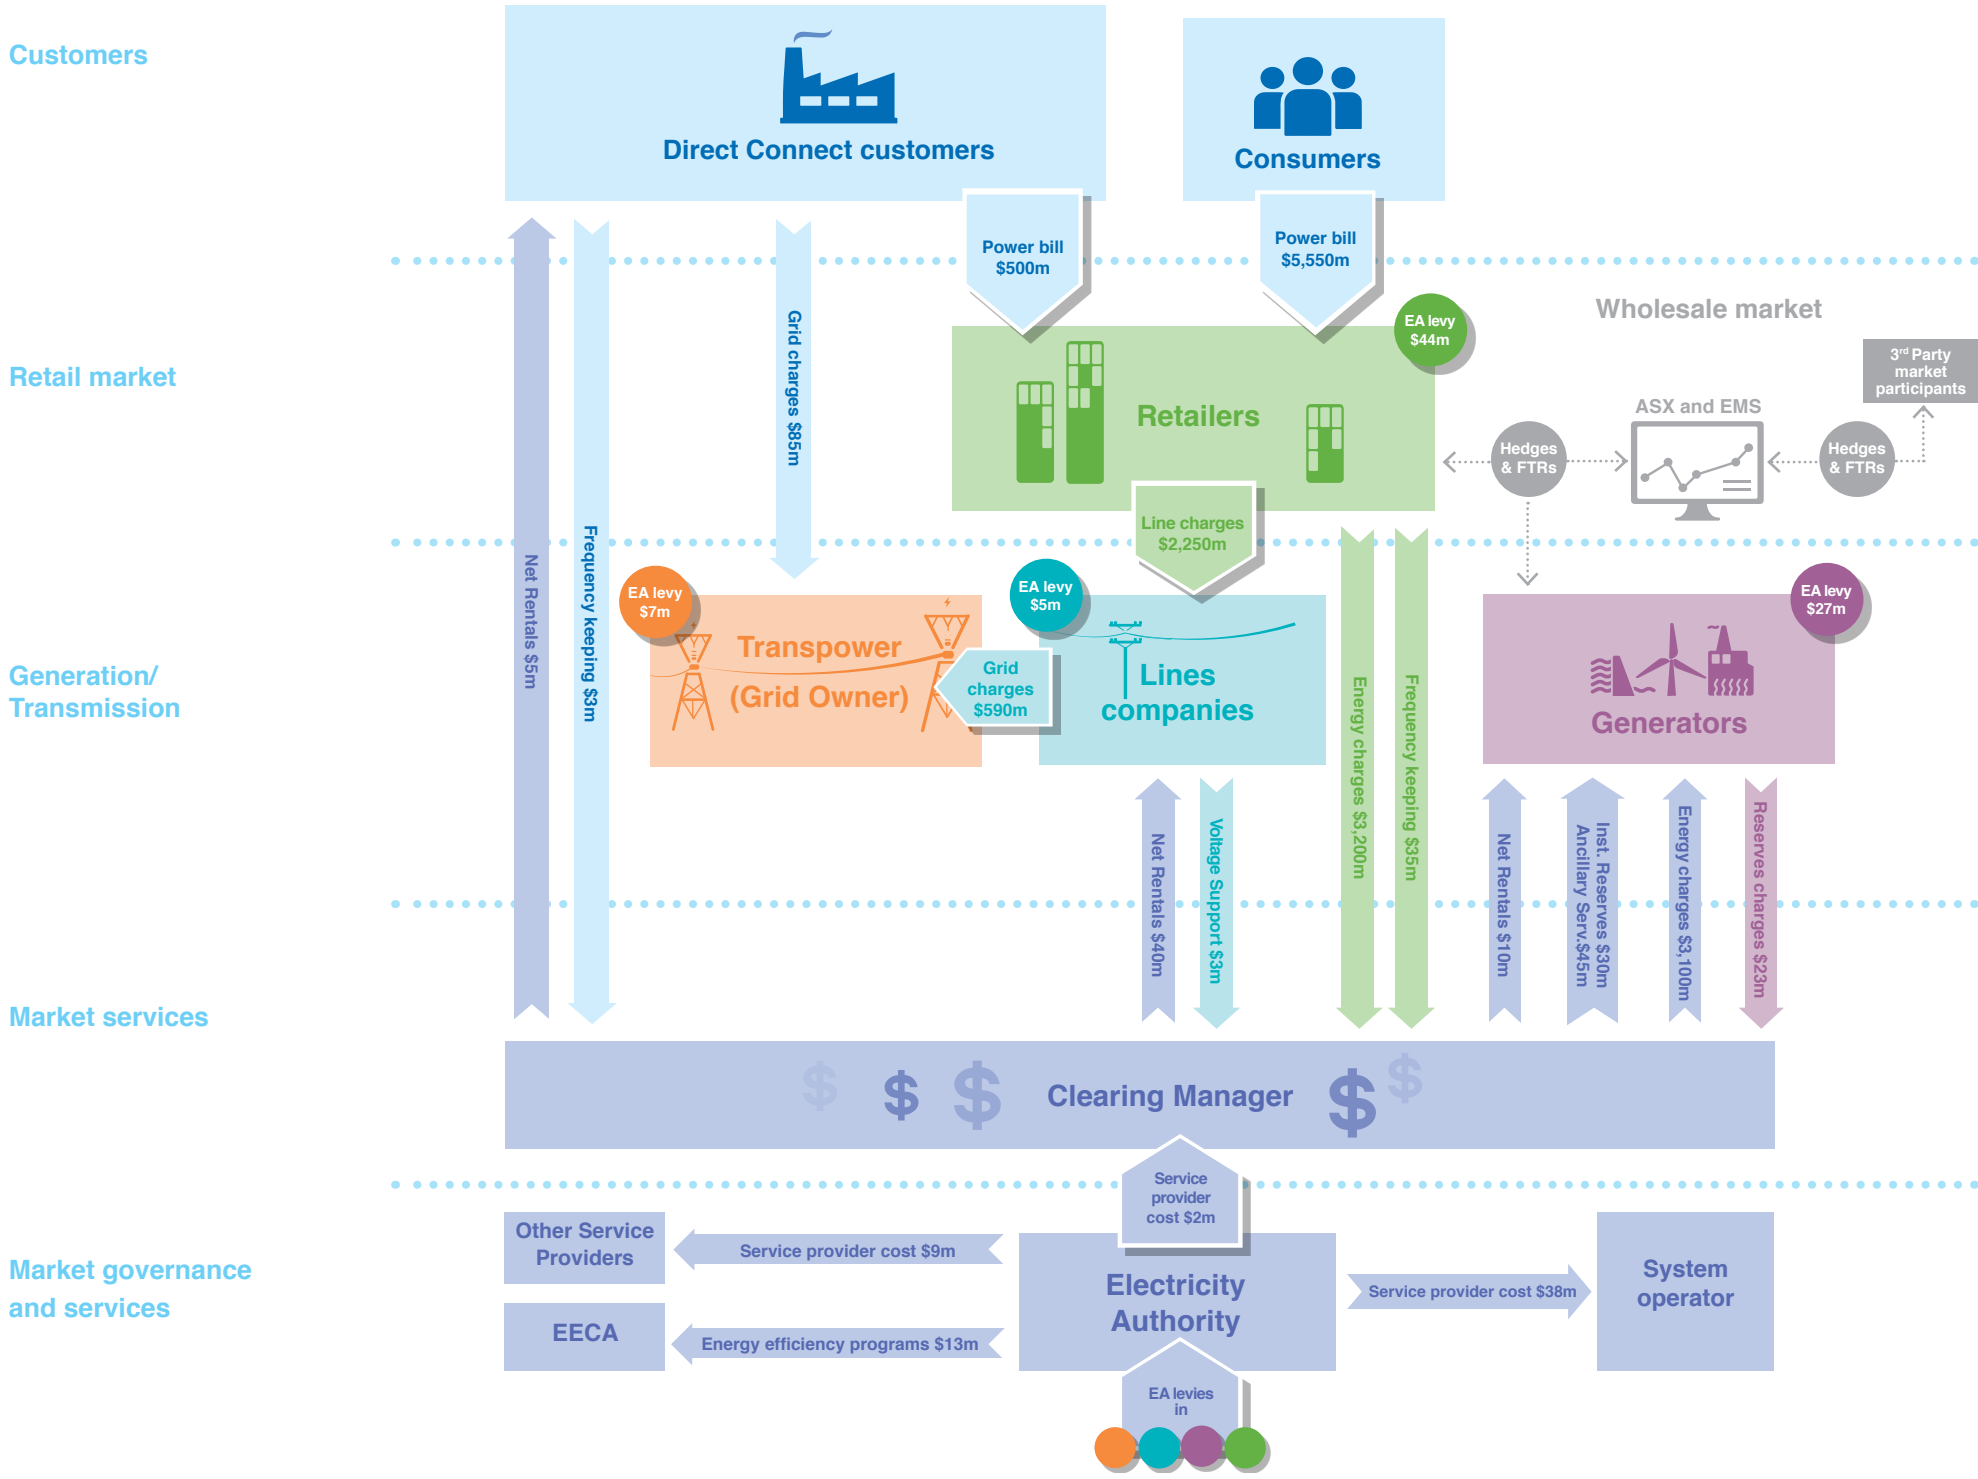 Customers
Direct Connect customers
Consumers
Power bill
$500m
Power bill
$5,550m
Retail market
Wholesale market
EA levy
$44m
Retailers
3rd Party
market
participants
ASX and EMS
Hedges
& FTRs
Hedges
& FTRs
Grid charges $85m
Line charges
$2,250m
Net Rentals $5m
Frequency keeping $3m
Generation/
Transmission
EA levy
$7m
Transpower
(Grid Owner)
EA levy
$5m
Grid
charges
$590m
Lines
companies
EA levy
$27m
Generators
Energy charges $3,200m
Frequency keeping $35m
Net Rentals $40m
Voltage Support $3m
Net Rentals $10m
Inst. Reserves $30m
Ancillary Serv.$45m
Energy charges $3,100m
Reserves charges $23m
Market services
$ $ $
Clearing Manager
$ $
Service
provider
cost $2m
Market governance
and services
Other Service
Providers
Service provider cost $9m
EECA
Energy efficiency programs $13m
Electricity
Authority
Service provider cost $38m
System
operator
EA levies
in